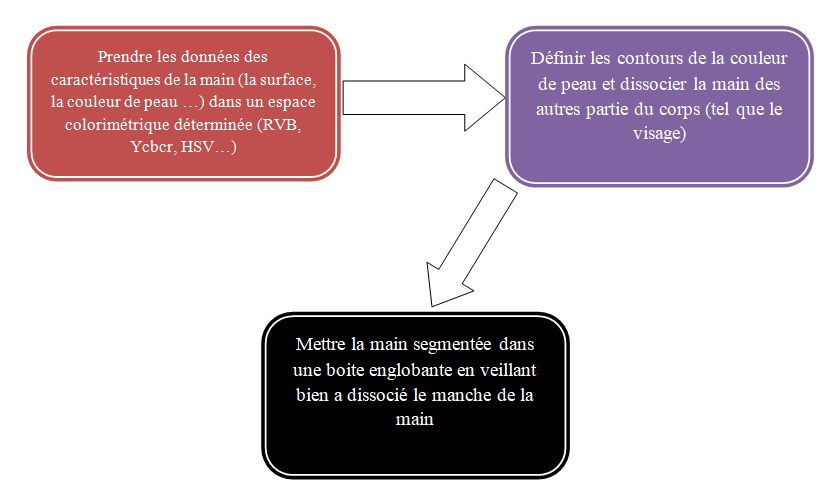 Prendre les données des
caractéristiques de la main (la surface,
la couleur de peau …) dans un espace
colorimétrique déterminée (RVB,
Ycbcr, HSV…)
Définir les contours de la couleur
de peau et dissocier la main des
autres partie du corps (tel que le
visage)
Mettre la main segmentée dans
une boite englobante en veillant
bien a dissocié le manche de la
main